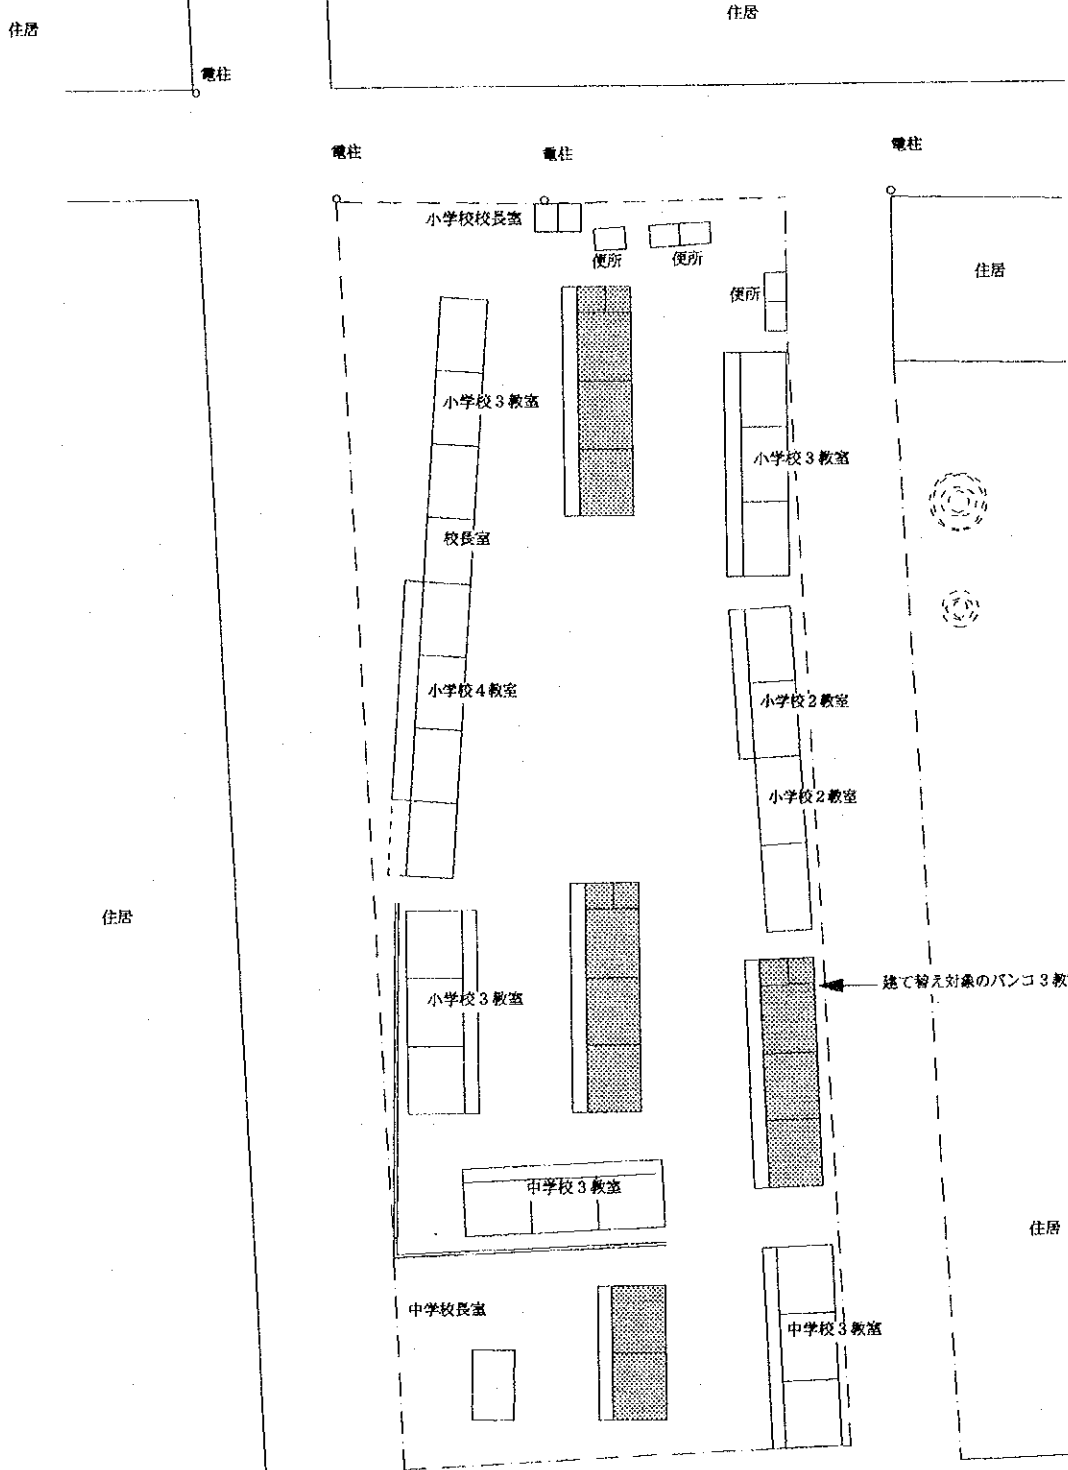 住居
住居
電柱
電柱
電柱
電柱
小学校校長室
便所
便所
住居
便所
小学校3教室
小学校3教室
校長室
小学校4教室
小学校2教室
小学校2教室
住居
建て替え対象のバンコ3教
小学校3教室
中学校3教室
住居
中学校長室
中学校3教室